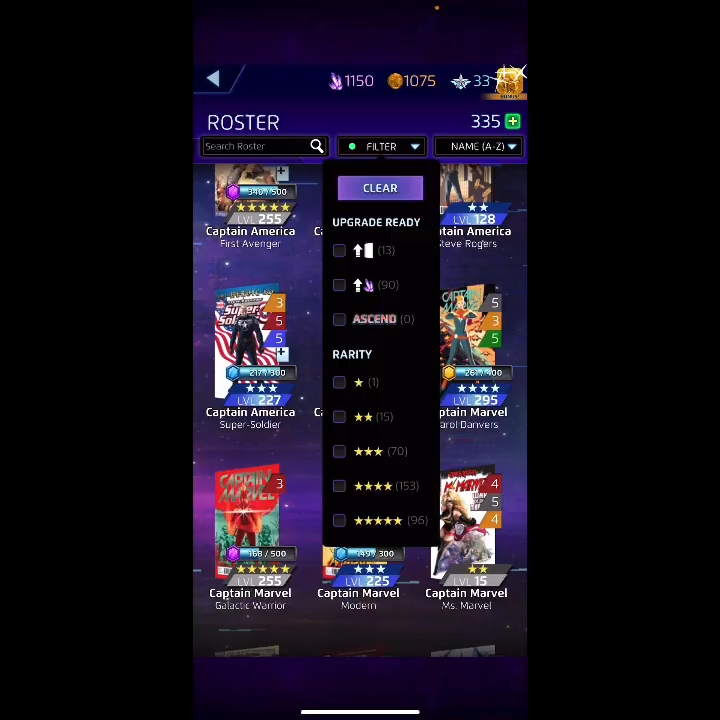 1150 1075 33
ROSTER 335
Search Roster FILTER NAME (A-Z)
CLEAR
UPGRADE READY
(13)
(90)
ASCEND (0)
RARITY
(1)
(15)
(70)
(153)
(96)
340/500
LVL 255
Captain America
First Avenger
LVL 128
Steve Rogers
3
5
5
217/300
LVL 227
Captain America
Super-Soldier
5
3
5
261/400
LVL 295
ptain Marvel
arol Danvers
CAPTAIN MARVEL
3
168 / 500
LVL 255
Captain Marvel
Galactic Warrior
149/300
LVL 225
Captain Marvel
Modern
4
5
4
LVL 15
Captain Marvel
Ms. Marvel